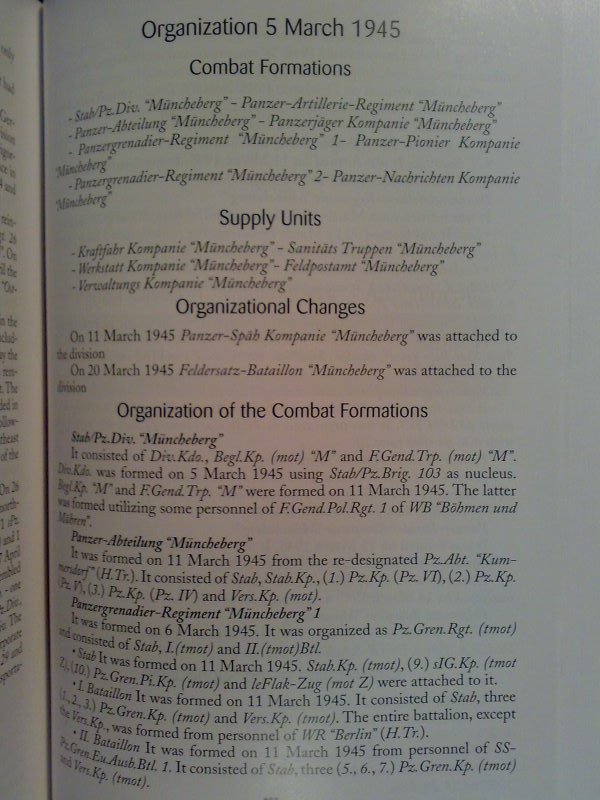 Organization 5 March 1945
Combat Formations
- Stab/Pz.Div. "Müncheberg" - Panzer-Artillerie-Regiment "Müncheberg"
- Panzer-Abteilung "Müncheberg" - Panzerjäger Kompanie "Müncheberg"
- Panzergrenadier-Regiment "Müncheberg" 1- Panzer-Pionier Kompanie
"Müncheberg"
- Panzergrenadier-Regiment "Müncheberg" 2- Panzer-Nachrichten Kompanie
"Müncheberg"
Supply Units
- Kraftfahr Kompanie "Müncheberg" - Sanitäts Truppen "Müncheberg"
- Werkstatt Kompanie "Müncheberg"- Feldpostamt "Müncheberg"
- Verwaltungs Kompanie "Müncheberg"
Organizational Changes
On 11 March 1945 Panzer-Späh Kompanie "Müncheberg" was attached to
the division
On 20 March 1945 Feldersatz-Bataillon "Müncheberg" was attached to the
division
Organization of the Combat Formations
Stab/Pz.Div. "Müncheberg"
It consisted of Div.Kdo., Begl.Kp. (mot) "M" and F.Gend.Trp. (mot) "M".
Div.Kdo. was formed on 5 March 1945 using Stab/Pz.Brig. 103 as nucleus.
Begl.Kp. "M" and F.Gend.Trp. "M" were formed on 11 March 1945. The latter
was formed utilizing some personnel of F.Gend.Pol.Rgt. 1 of WB "Böhmen und
Mähren".
Panzer-Abteilung "Müncheberg"
It was formed on 11 March 1945 from the re-designated Pz.Abt. "Kum-
mersdorf" (H.Tr.). It consisted of Stab, Stab.Kp., (1.) Pz.Kp. (Pz. VI), (2.) Pz.Kp.
(Pz. V), (3.) Pz.Kp. (Pz. IV) and Vers.Kp. (mot).
Panzergrenadier-Regiment "Müncheberg" 1
It was formed on 6 March 1945. It was organized as Pz.Gren.Rgt. (tmot)
and consisted of Stab, I.(tmot) and II.(tmot)Btl.
• Stab It was formed on 11 March 1945. Stab.Kp. (tmot), (9.) sIG.Kp. (tmot
Z), (10.) Pz.Gren.Pi.Kp. (tmot) and leFlak-Zug (mot Z) were attached to it.
• I. Bataillon It was formed on 11 March 1945. It consisted of Stab, three
(1., 2., 3.) Pz.Gren.Kp. (tmot) and Vers.Kp. (tmot). The entire battalion, except
the Vers.Kp., was formed from personnel of WR "Berlin" (H.Tr.).
• II. Bataillon It was formed on 11 March 1945 from personnel of SS-
Pz.Gren.Eu.Ausb.Btl. 1. It consisted of Stab, three (5., 6., 7.) Pz.Gren.Kp. (tmot)
and Vers.Kp. (tmot).